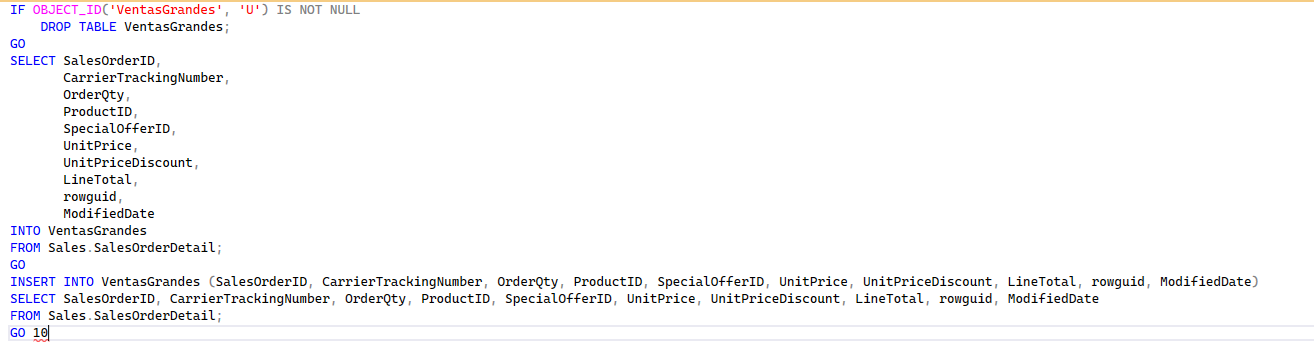 IF OBJECT_ID('VentasGrandes', 'U') IS NOT NULL
    DROP TABLE VentasGrandes;
GO
SELECT SalesOrderID,
       CarrierTrackingNumber,
       OrderQty,
       ProductID,
       SpecialOfferID,
       UnitPrice,
       UnitPriceDiscount,
       LineTotal,
       rowguid,
       ModifiedDate
INTO VentasGrandes
FROM Sales.SalesOrderDetail;
GO
INSERT INTO VentasGrandes (SalesOrderID, CarrierTrackingNumber, OrderQty, ProductID, SpecialOfferID, UnitPrice, UnitPriceDiscount, LineTotal, rowguid, ModifiedDate)
SELECT SalesOrderID, CarrierTrackingNumber, OrderQty, ProductID, SpecialOfferID, UnitPrice, UnitPriceDiscount, LineTotal, rowguid, ModifiedDate
FROM Sales.SalesOrderDetail;
GO 10